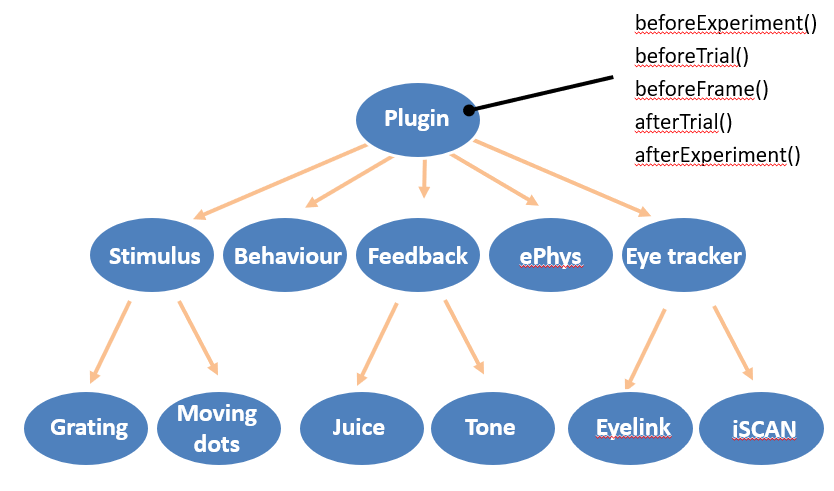 beforeExperiment()
beforeTrial()
beforeFrame()
afterTrial()
afterExperiment()
Plugin
Stimulus
Behaviour
Feedback
ePhys
Eye tracker
Grating
Moving
dots
Juice
Tone
Eyelink
iSCAN